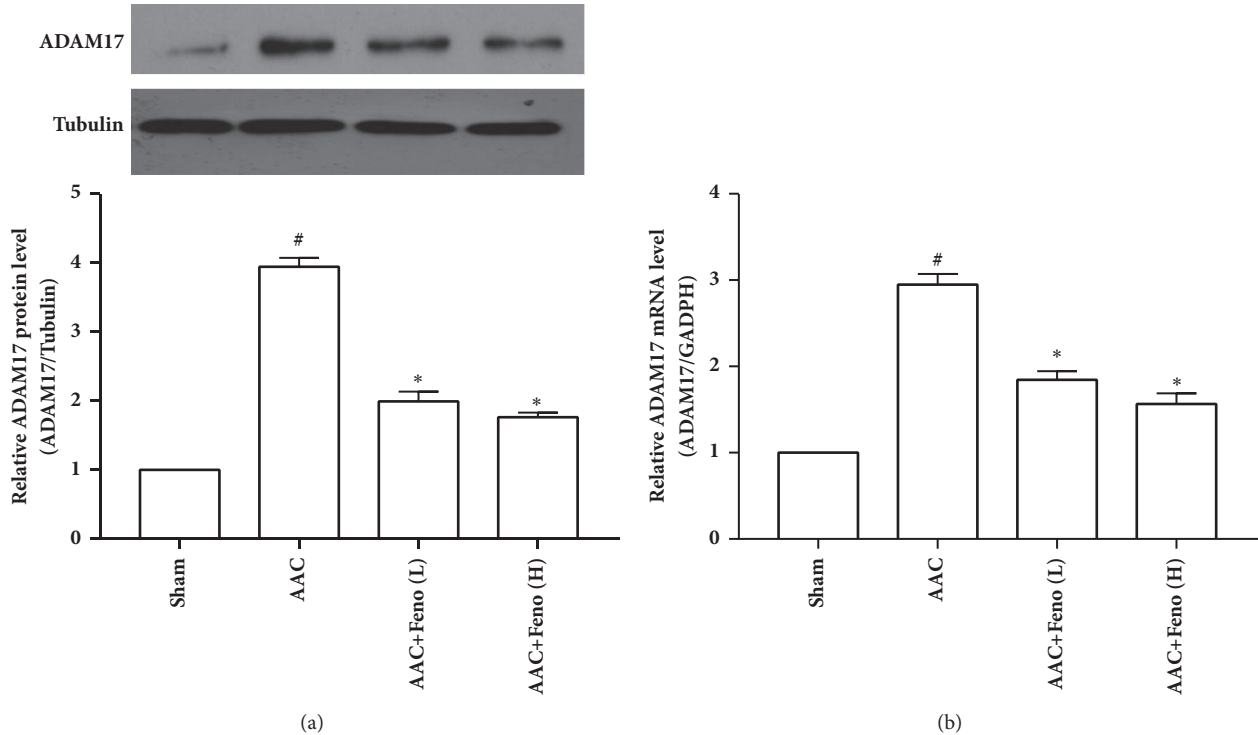 ADAM17
Tubulin
Relative ADAM17 protein level
(ADAM17/Tubulin)
5
4
3
2
1
0
#
*
*
Sham
AAC
AAC+Feno (L)
AAC+Feno (H)
(a)
Relative ADAM17 mRNA level
(ADAM17/GADPH)
4
3
2
1
0
#
*
*
Sham
AAC
AAC+Feno (L)
AAC+Feno (H)
(b)